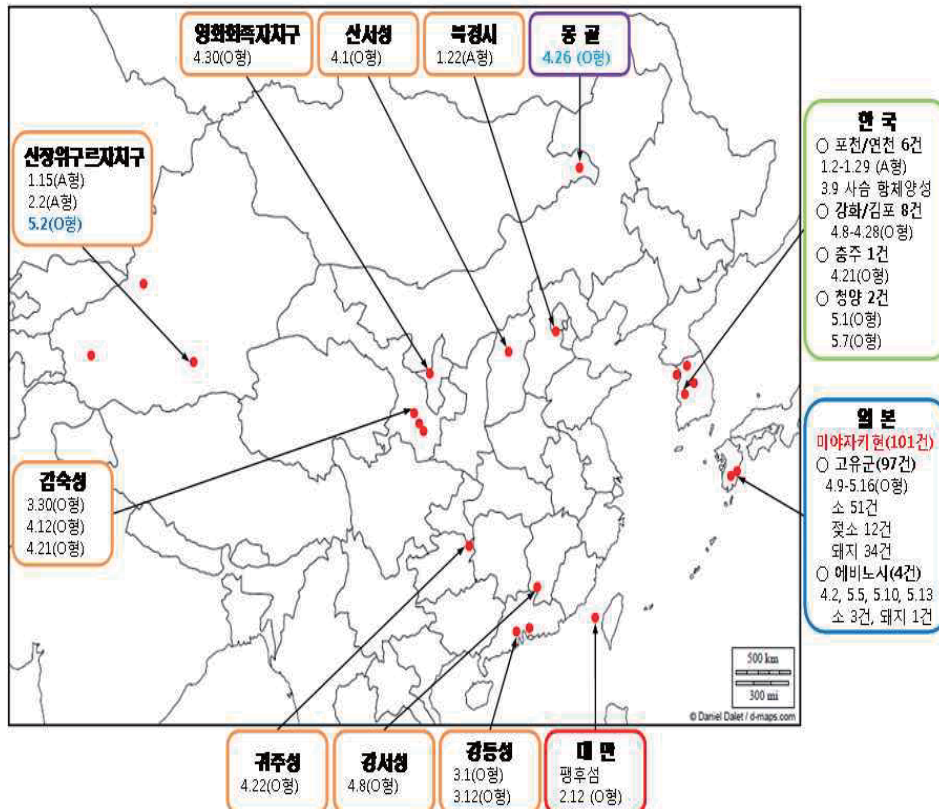 영화회족자치구
4.30(O형)
산서성
4.1(O형)
북경시
1.22(A형)
몽 골
4.26 (O형)
신장위구르자치구
1.15(A형)
2.2(A형)
5.2(O형)
한 국
○ 포천/연천 6건
1.2-1.29 (A형)
3.9 사슴 항체양성
○ 강화/김포 8건
4.8-4.28(O형)
○ 충주 1건
4.21(O형)
○ 청양 2건
5.1(O형)
5.7(O형)
일 본
미야자키현(101건)
○ 고유군(97건)
4.9-5.16(O형)
소 51건
젖소 12건
돼지 34건
○ 에비노시(4건)
4.2, 5.5, 5.10, 5.13
소 3건, 돼지 1건
감숙성
3.30(O형)
4.12(O형)
4.21(O형)
500 km
300 mi
© Daniel Dalet / d-maps.com
귀주성
4.22(O형)
강서성
4.8(O형)
광동성
3.1(O형)
3.12(O형)
대 만
팽후섬
2.12 (O형)